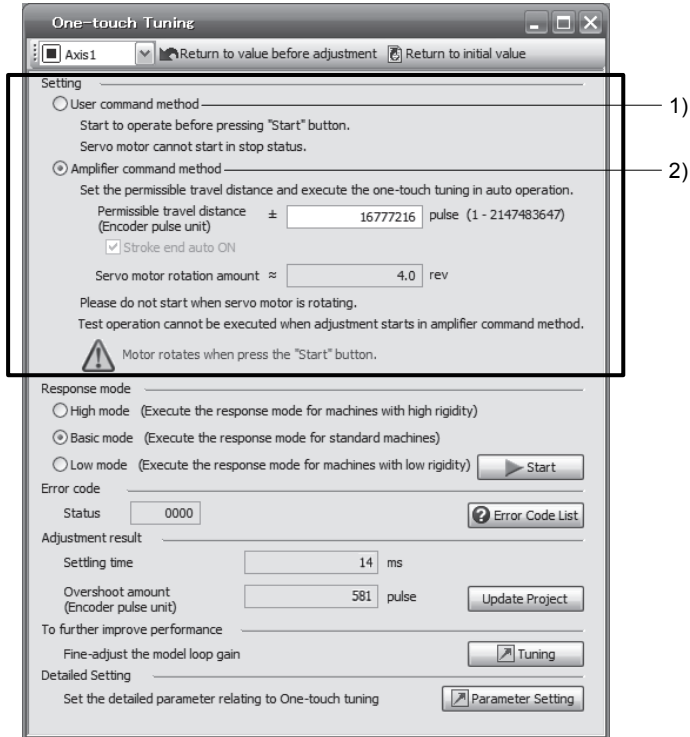 One-touch Tuning
Axis1 Return to value before adjustment Return to initial value
Setting
User command method 1)
Start to operate before pressing "Start" button.
Servo motor cannot start in stop status.
Amplifier command method 2)
Set the permissible travel distance and execute the one-touch tuning in auto operation.
Permissible travel distance ± 16777216 pulse (1 - 2147483647)
(Encoder pulse unit)
Stroke end auto ON
Servo motor rotation amount ≈ 4.0 rev
Please do not start when servo motor is rotating.
Test operation cannot be executed when adjustment starts in amplifier command method.
Motor rotates when press the "Start" button.
Response mode
High mode (Execute the response mode for machines with high rigidity)
Basic mode (Execute the response mode for standard machines)
Low mode (Execute the response mode for machines with low rigidity) Start
Error code
Status 0000 Error Code List
Adjustment result
Settling time 14 ms
Overshoot amount 581 pulse Update Project
(Encoder pulse unit)
To further improve performance
Fine-adjust the model loop gain Tuning
Detailed Setting
Set the detailed parameter relating to One-touch tuning Parameter Setting